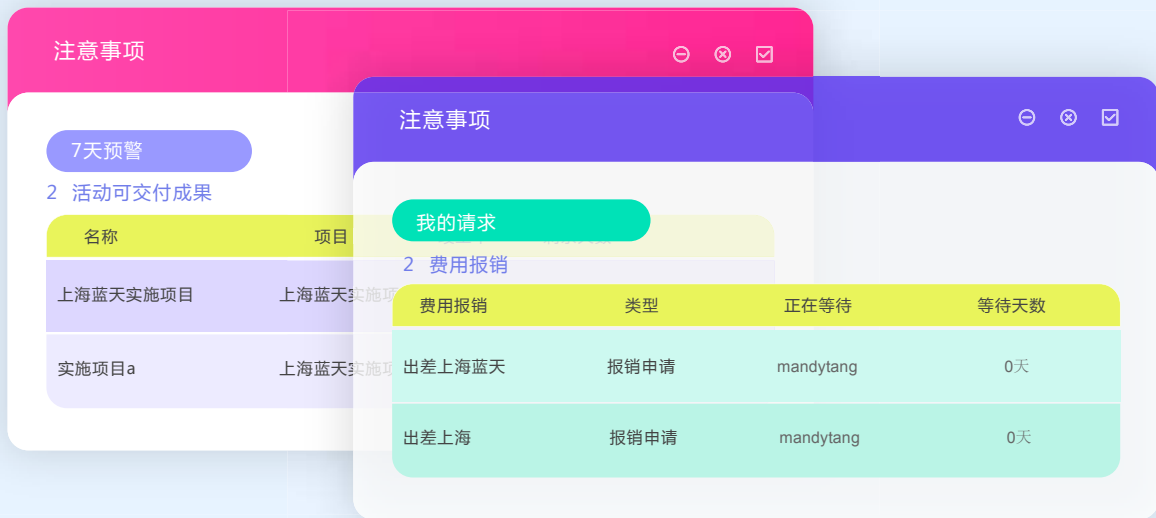 注意事项
7天预警
2 活动可交付成果
名称 项目
上海蓝天实施项目 上海蓝天实施项
实施项目a 上海蓝天实施项
注意事项
我的请求
2 费用报销
费用报销 类型 正在等待 等待天数
出差上海蓝天 报销申请 mandytang 0天
出差上海 报销申请 mandytang 0天